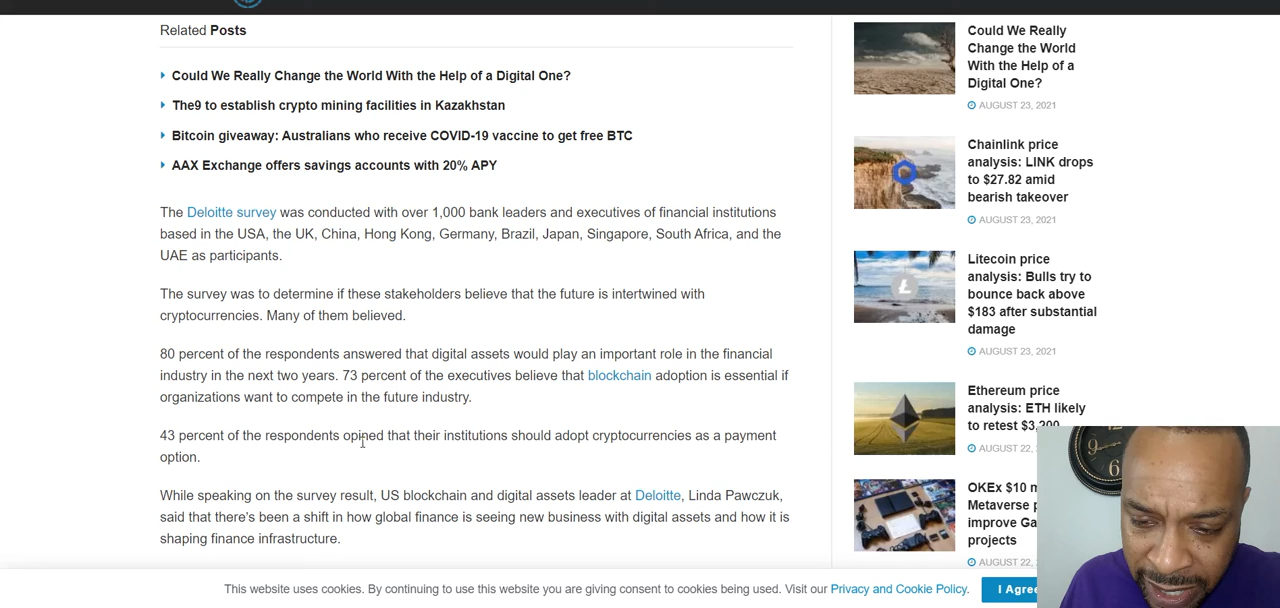 Related Posts
Could We Really Change the World With the Help of a Digital One?
The9 to establish crypto mining facilities in Kazakhstan
Bitcoin giveaway: Australians who receive COVID-19 vaccine to get free BTC
AAX Exchange offers savings accounts with 20% APY
The Deloitte survey was conducted with over 1,000 bank leaders and executives of financial institutions
based in the USA, the UK, China, Hong Kong, Germany, Brazil, Japan, Singapore, South Africa, and the
UAE as participants.
The survey was to determine if these stakeholders believe that the future is intertwined with
cryptocurrencies. Many of them believed.
80 percent of the respondents answered that digital assets would play an important role in the financial
industry in the next two years. 73 percent of the executives believe that blockchain adoption is essential if
organizations want to compete in the future industry.
43 percent of the respondents opined that their institutions should adopt cryptocurrencies as a payment
option.
While speaking on the survey result, US blockchain and digital assets leader at Deloitte, Linda Pawczuk,
said that there's been a shift in how global finance is seeing new business with digital assets and how it is
shaping finance infrastructure.
Could We Really
Change the World
With the Help of a
Digital One?
AUGUST 23, 2021
Chainlink price
analysis: LINK drops
to $27.82 amid
bearish takeover
AUGUST 23, 2021
Litecoin price
analysis: Bulls try to
bounce back above
$183 after substantial
damage
AUGUST 23, 2021
Ethereum price
analysis: ETH likely
to retest $3,200
AUGUST 22,
OKEx $10
Metaverse
improve
projects
AUGUST 22,
9
6
This website uses cookies. By continuing to use this website you are giving consent to cookies being used. Visit our Privacy and Cookie Policy.
I Agree